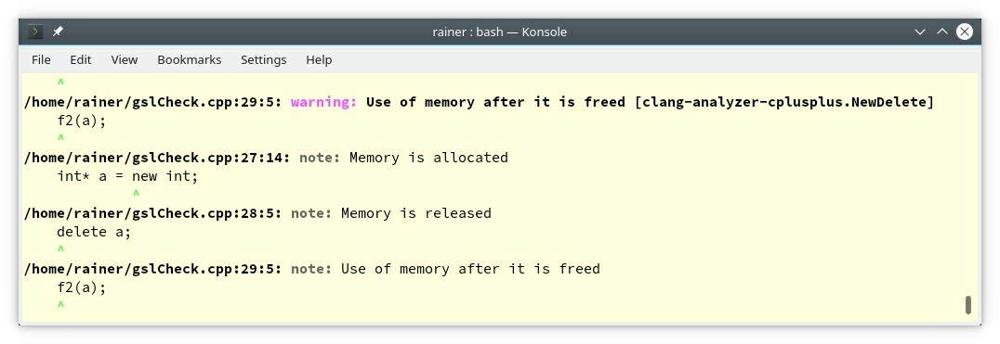 rainer : bash — Konsole
File Edit View Bookmarks Settings Help
^
/home/rainer/gslCheck.cpp:29:5: warning: Use of memory after it is freed [clang-analyzer-cplusplus.NewDelete]
    f2(a);
    ^
/home/rainer/gslCheck.cpp:27:14: note: Memory is allocated
    int* a = new int;
             ^
/home/rainer/gslCheck.cpp:28:5: note: Memory is released
    delete a;
    ^
/home/rainer/gslCheck.cpp:29:5: note: Use of memory after it is freed
    f2(a);
    ^